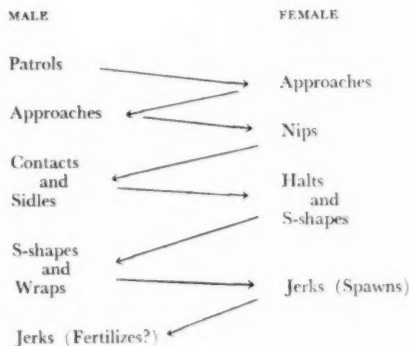 MALE
FEMALE
Patrols
Approaches
Approaches
Nips
Contacts
and
Sidles
Halts
and
S-shapes
S-shapes
and
Wraps
Jerks (Spawns)
Jerks (Fertilizes?)